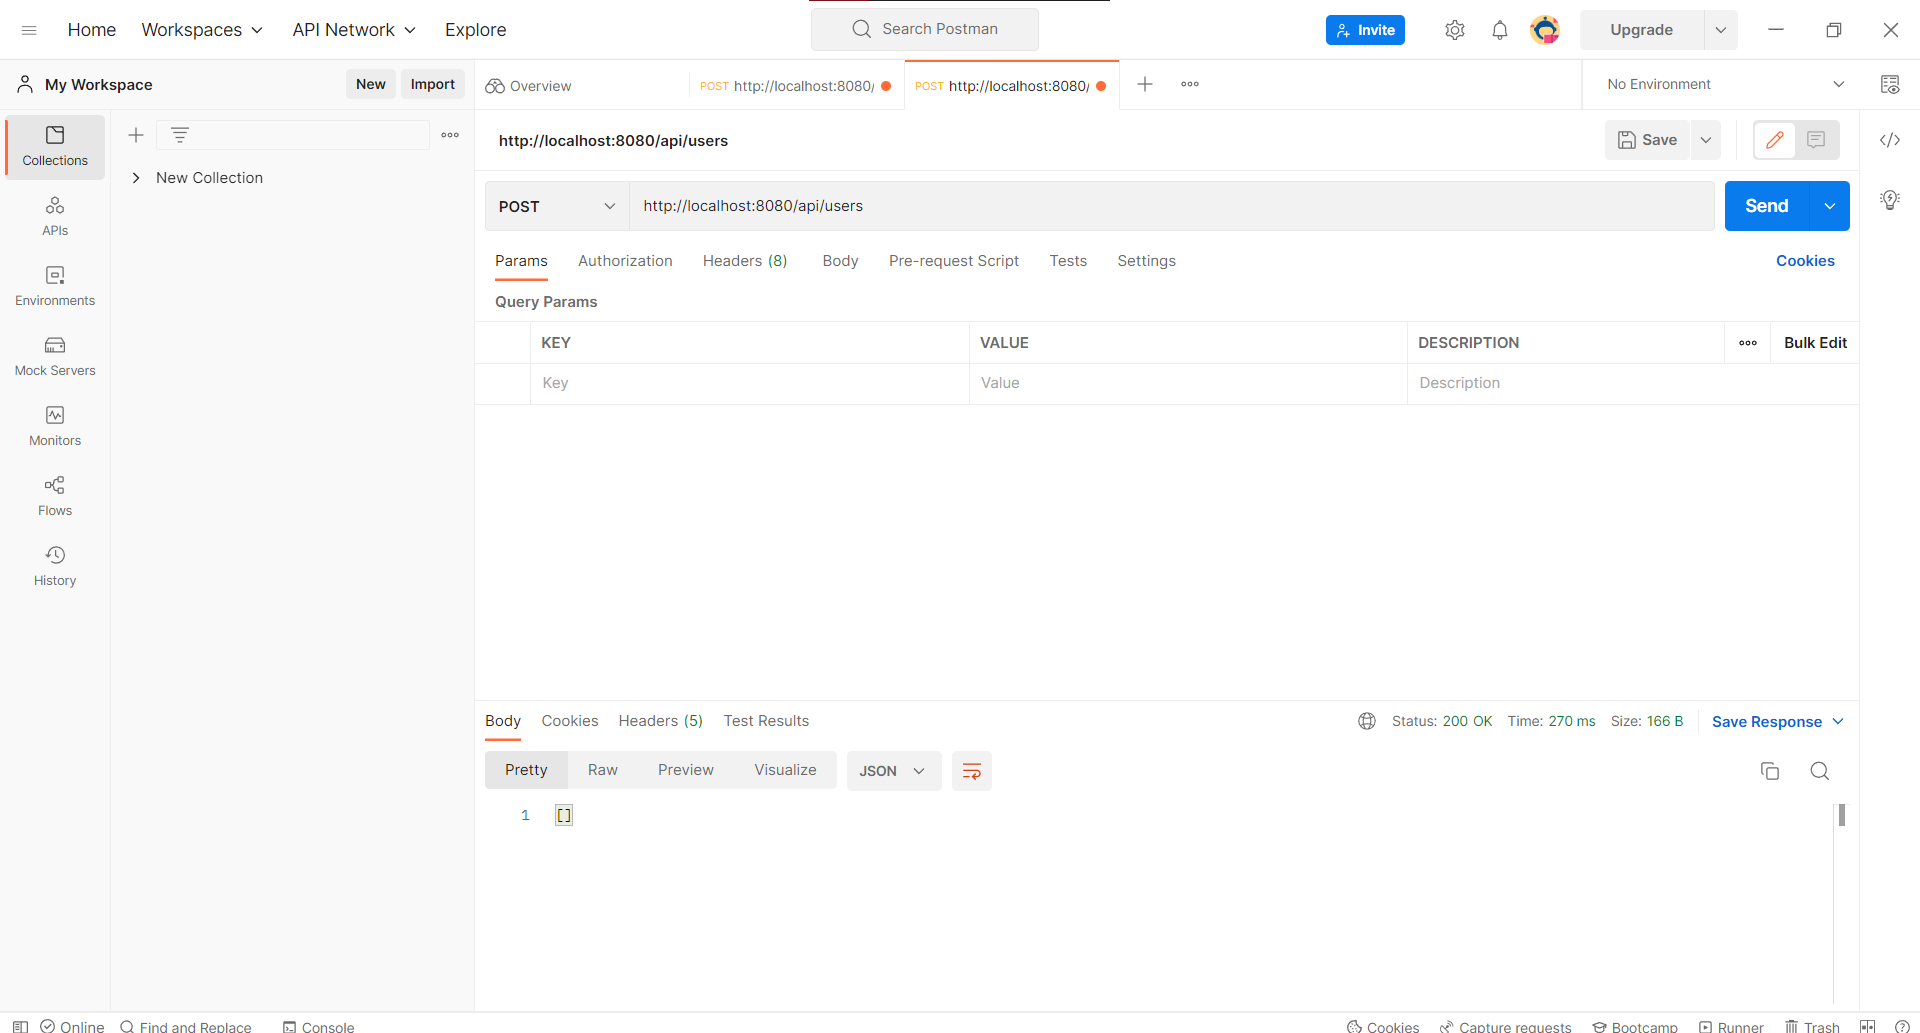 Home Workspaces API Network Explore Search Postman Invite Upgrade
My Workspace New Import Overview POST http://localhost:8080/ POST http://localhost:8080/ No Environment
Collections
New Collection
APIs
Environments
Mock Servers
Monitors
Flows
History
http://localhost:8080/api/users Save
POST http://localhost:8080/api/users Send
Params Authorization Headers (8) Body Pre-request Script Tests Settings Cookies
Query Params
KEY VALUE DESCRIPTION Bulk Edit
Key Value Description
Body Cookies Headers (5) Test Results Status: 200 OK Time: 270 ms Size: 166 B Save Response
Pretty Raw Preview Visualize JSON
1 []
Online Find and Replace Console Cookies Capture requests Bootcamp Runner Trash